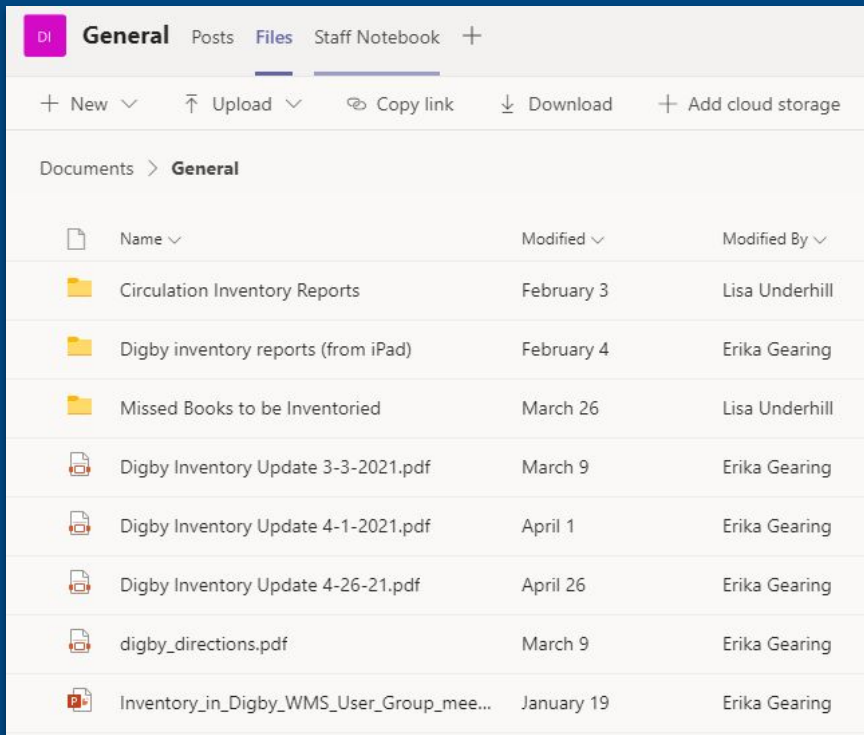 DI General Posts Files Staff Notebook +
+ New Upload Copy link Download + Add cloud storage
Documents > General
Name Modified Modified By
Circulation Inventory Reports February 3 Lisa Underhill
Digby inventory reports (from iPad) February 4 Erika Gearing
Missed Books to be Inventoried March 26 Lisa Underhill
Digby Inventory Update 3-3-2021.pdf March 9 Erika Gearing
Digby Inventory Update 4-1-2021.pdf April 1 Erika Gearing
Digby Inventory Update 4-26-21.pdf April 26 Erika Gearing
digby_directions.pdf March 9 Erika Gearing
Inventory_in_Digby_WMS_User_Group_mee... January 19 Erika Gearing